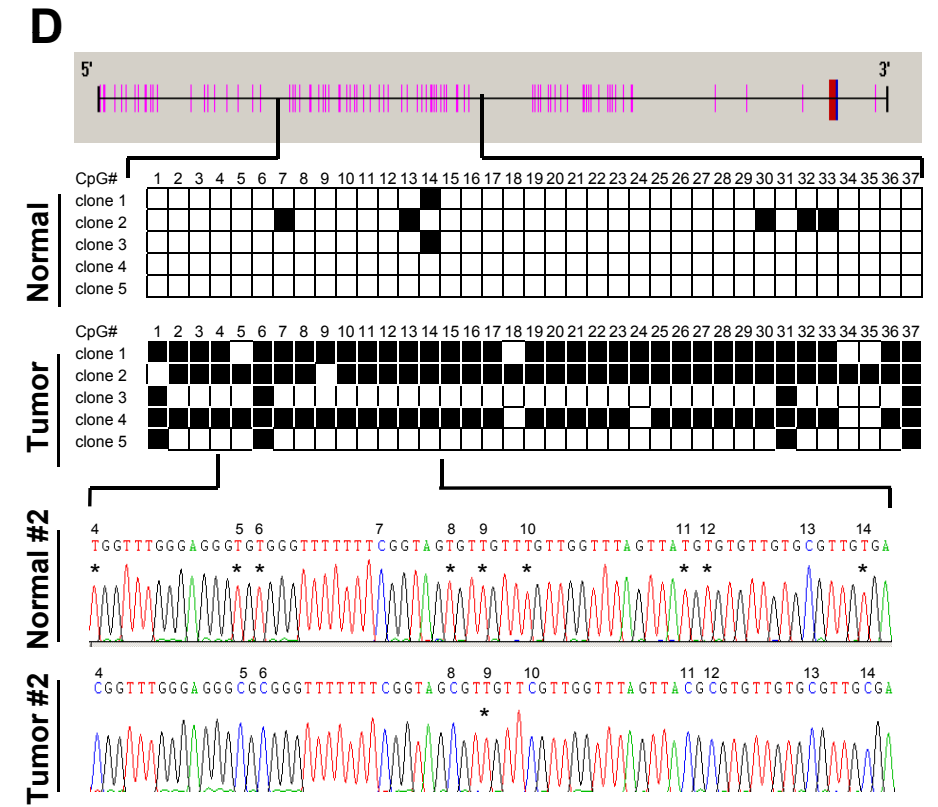 D
5' 3'
CpG# 1 2 3 4 5 6 7 8 9 10 11 12 13 14 15 16 17 18 19 20 21 22 23 24 25 26 27 28 29 30 31 32 33 34 35 36 37
Normal
clone 1
clone 2
clone 3
clone 4
clone 5
CpG# 1 2 3 4 5 6 7 8 9 10 11 12 13 14 15 16 17 18 19 20 21 22 23 24 25 26 27 28 29 30 31 32 33 34 35 36 37
Tumor
clone 1
clone 2
clone 3
clone 4
clone 5
Normal #2
4 5 6 7 8 9 10 11 12 13 14
TGGTTTGGGAGGGTGTGGGTTTTTTTCGGTAGTGTTGTTTGTTGGTTTAGTTATGTGTGTTGTGCGTTGTGA
* * * * * * * * *
Tumor #2
4 5 6 8 9 10 11 12 13 14
CGGTTTGGGAGGGCGCGGGTTTTTTTCGGTAGCGTTGTTCGTTGGTTTAGTTACGCGTGTTGTGCGTTGCGA
*